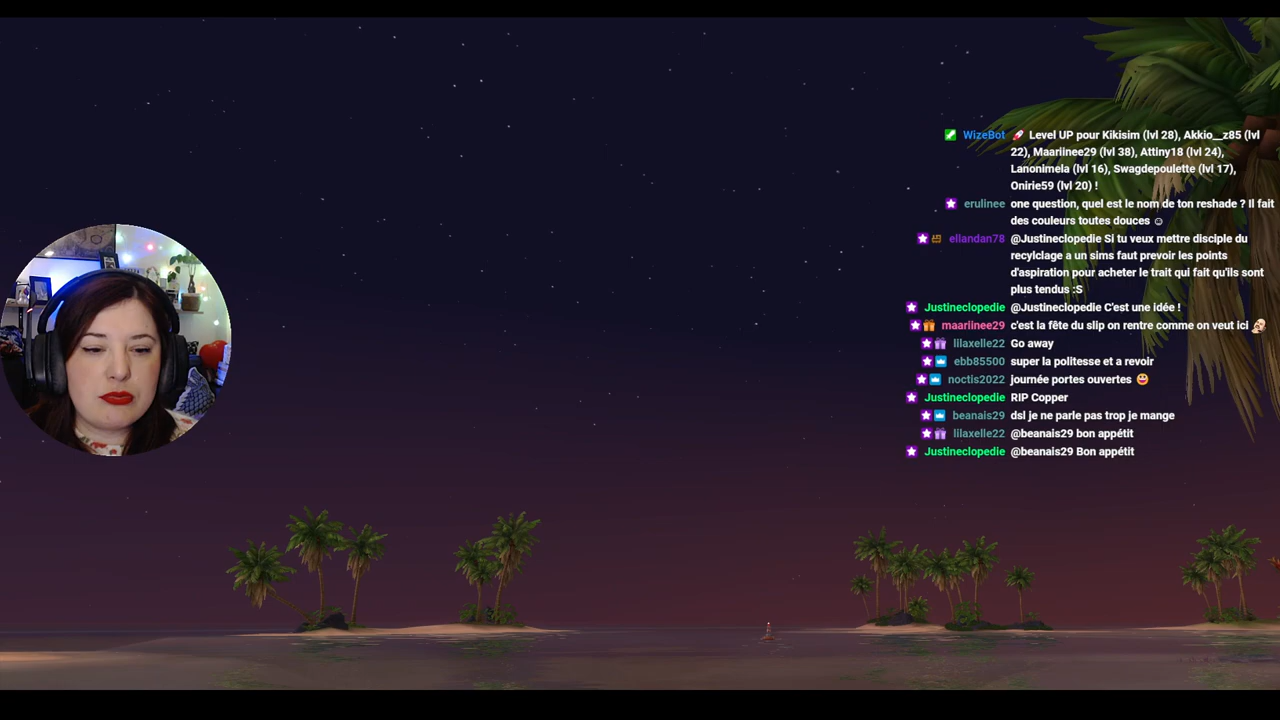 WizeBot 🚀 Level UP pour Kikisim (lvl 28), Akkio__z85 (lvl
22), Maariinee29 (lvl 38), Attiny18 (lvl 24),
Lanonimela (lvl 16), Swagdepoulette (lvl 17),
Onirie59 (lvl 20) !
erulinee one question, quel est le nom de ton reshade ? Il fait
des couleurs toutes douces ☺
ellandan78 @Justineclopedie Si tu veux mettre disciple du
recylclage a un sims faut prevoir les points
d'aspiration pour acheter le trait qui fait qu'ils sont
plus tendus :S
Justineclopedie @Justineclopedie C'est une idée !
maariinee29 c'est la fête du slip on rentre comme on veut ici
lilaxelle22 Go away
ebb85500 super la politesse et a revoir
noctis2022 journée portes ouvertes 😃
Justineclopedie RIP Copper
beanais29 dsl je ne parle pas trop je mange
lilaxelle22 @beanais29 bon appétit
Justineclopedie @beanais29 Bon appétit